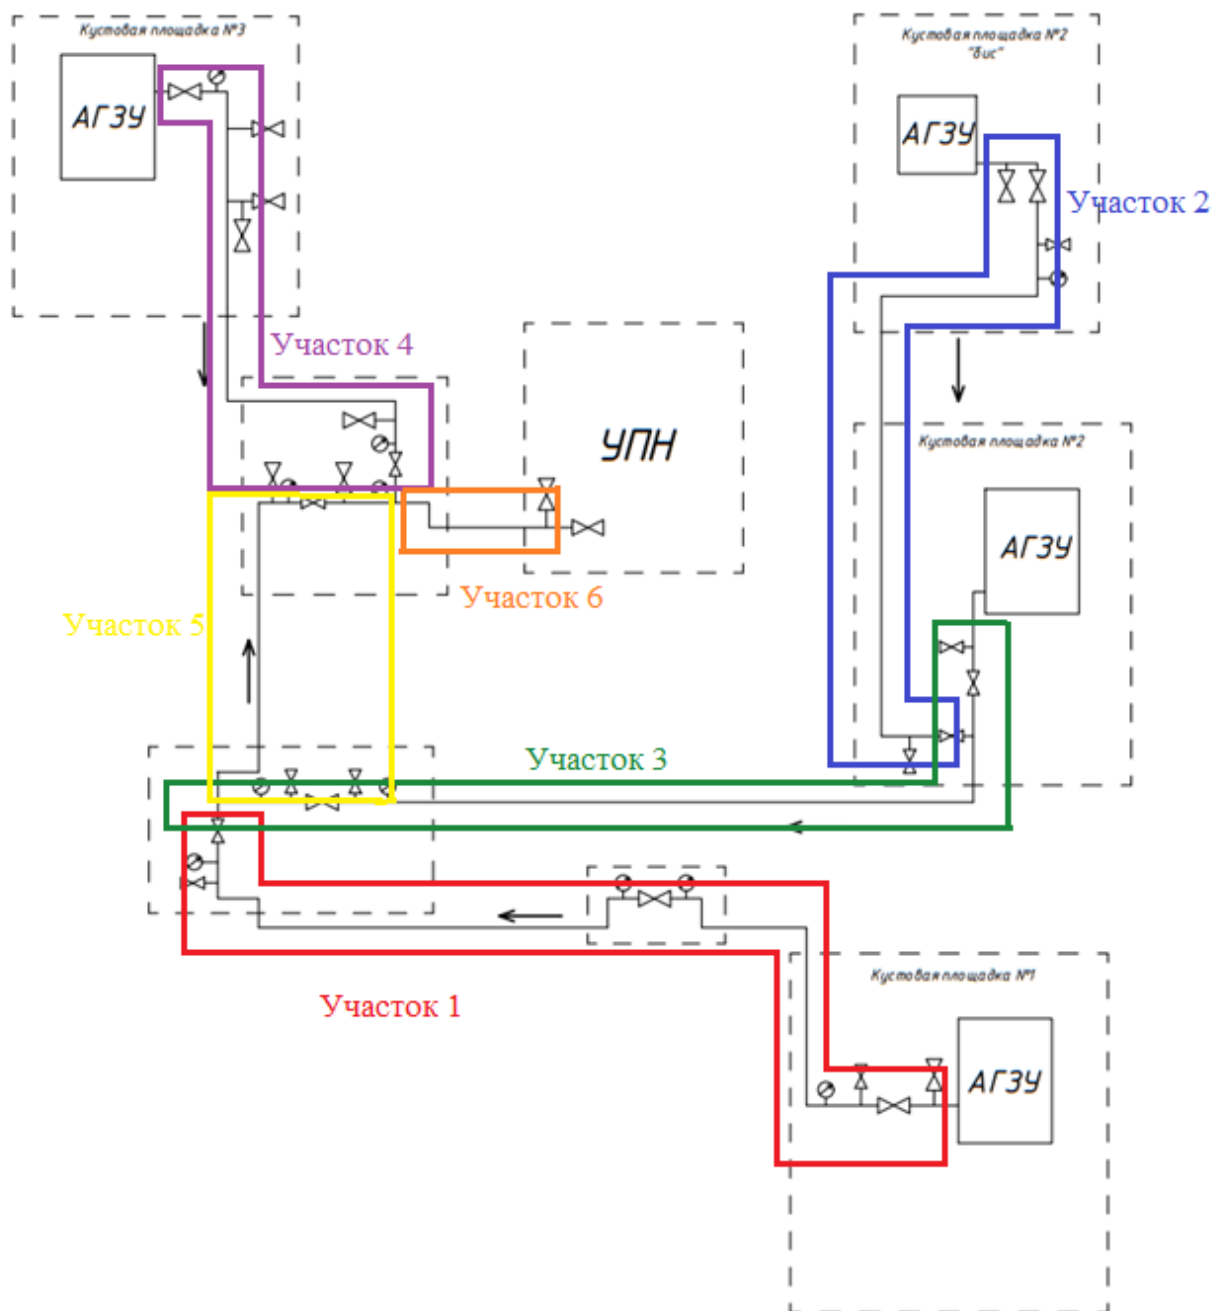 Кустовая площадка №3
АГЗУ
Кустовая площадка №2
"бис"
АГЗУ
Участок 2
Участок 4
УПН
Кустовая площадка №2
АГЗУ
Участок 6
Участок 5
Участок 3
Участок 1
Кустовая площадка №1
АГЗУ